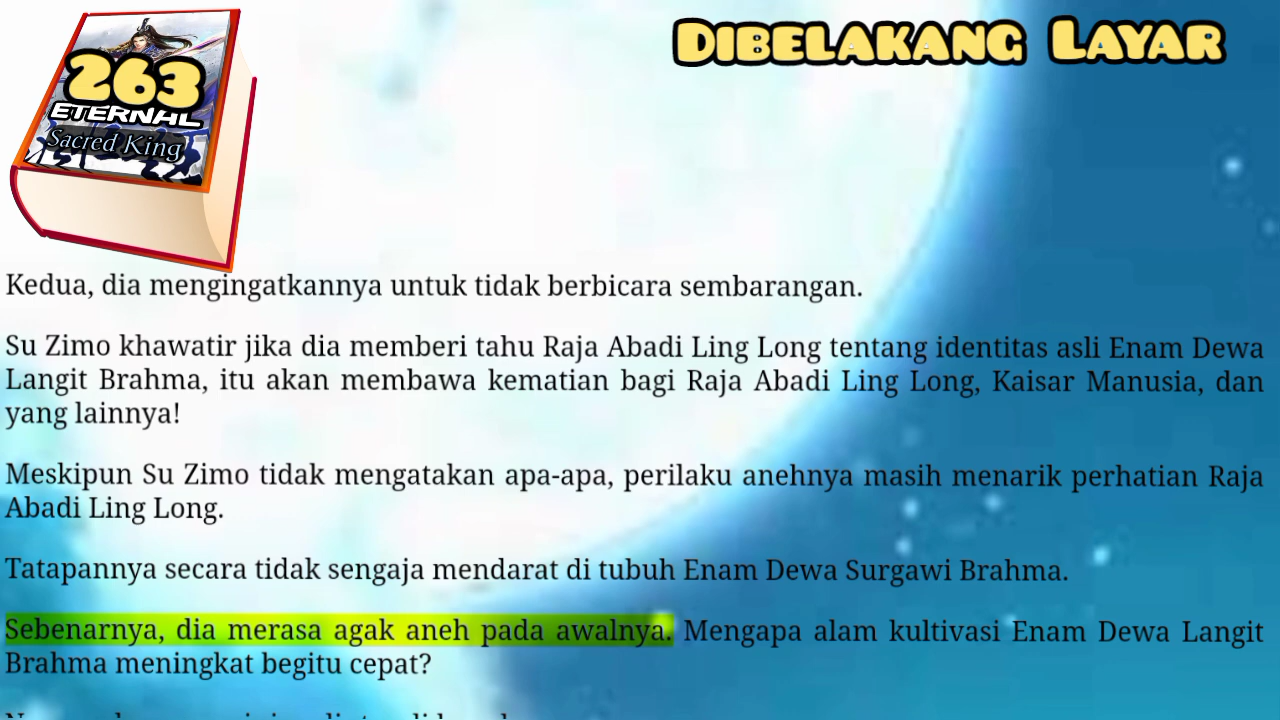 DIBELAKANG LAYAR
263
ETERNAL
Sacred King
Kedua, dia mengingatkannya untuk tidak berbicara sembarangan.
Su Zimo khawatir jika dia memberi tahu Raja Abadi Ling Long tentang identitas asli Enam Dewa
Langit Brahma, itu akan membawa kematian bagi Raja Abadi Ling Long, Kaisar Manusia, dan
yang lainnya!
Meskipun Su Zimo tidak mengatakan apa-apa, perilaku anehnya masih menarik perhatian Raja
Abadi Ling Long.
Tatapannya secara tidak sengaja mendarat di tubuh Enam Dewa Surgawi Brahma.
Sebenarnya, dia merasa agak aneh pada awalnya. Mengapa alam kultivasi Enam Dewa Langit
Brahma meningkat begitu cepat?